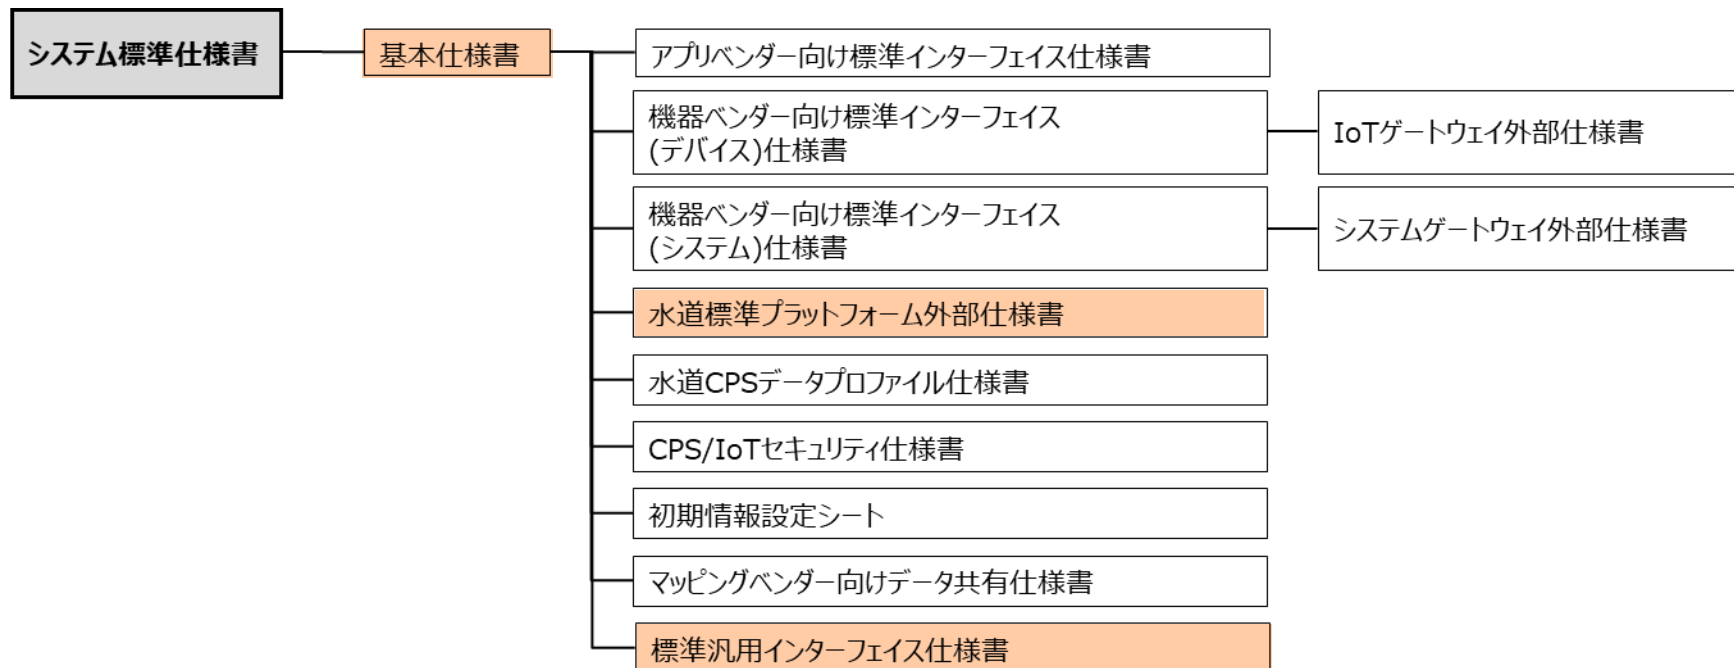 システム標準仕様書
基本仕様書
アプリベンダー向け標準インターフェイス仕様書
機器ベンダー向け標準インターフェイス
(デバイス)仕様書
IoTゲートウェイ外部仕様書
機器ベンダー向け標準インターフェイス
(システム)仕様書
システムゲートウェイ外部仕様書
水道標準プラットフォーム外部仕様書
水道CPSデータプロファイル仕様書
CPS/IoTセキュリティ仕様書
初期情報設定シート
マッピングベンダー向けデータ共有仕様書
標準汎用インターフェイス仕様書